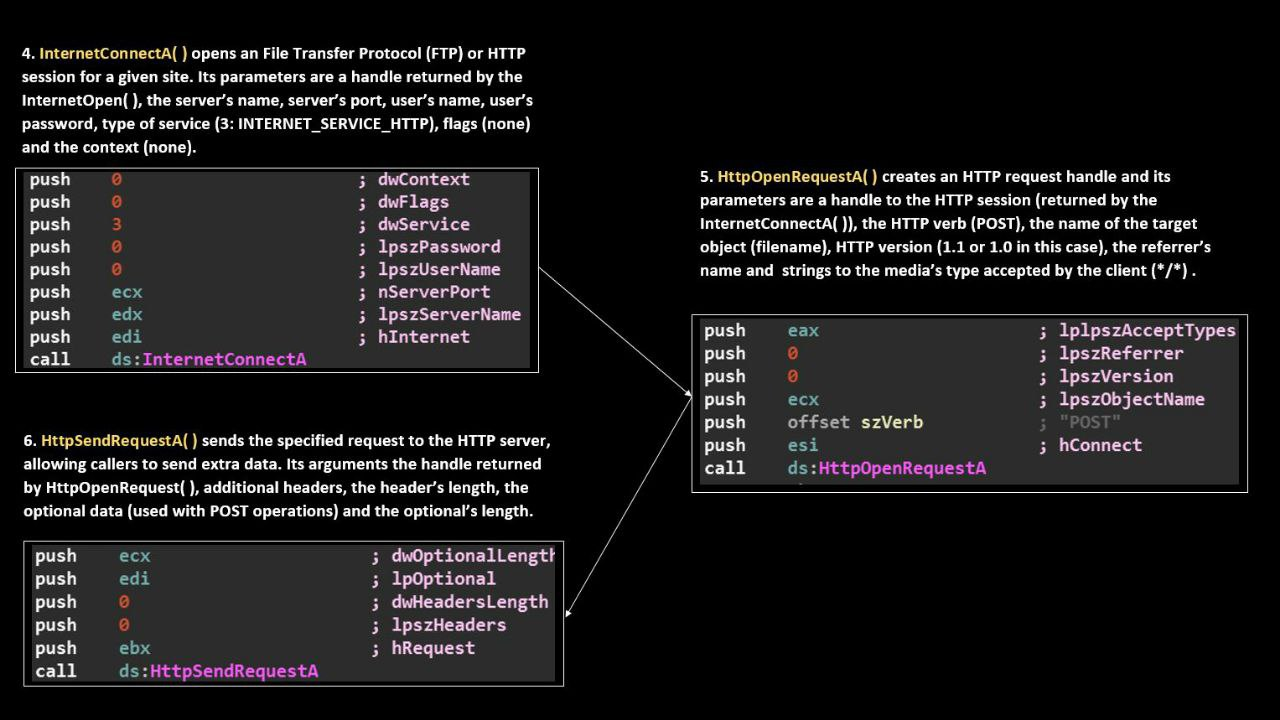 4. InternetConnectA( ) opens an File Transfer Protocol (FTP) or HTTP
session for a given site. Its parameters are a handle returned by the
InternetOpen( ), the server's name, server's port, user's name, user's
password, type of service (3: INTERNET_SERVICE_HTTP), flags (none)
and the context (none).
push 0 ; dwContext
push 0 ; dwFlags
push 3 ; dwService
push 0 ; lpszPassword
push 0 ; lpszUserName
push ecx ; nServerPort
push edx ; lpszServerName
push edi ; hInternet
call ds:InternetConnectA
5. HttpOpenRequestA( ) creates an HTTP request handle and its
parameters are a handle to the HTTP session (returned by the
InternetConnectA( )), the HTTP verb (POST), the name of the target
object (filename), HTTP version (1.1 or 1.0 in this case), the referrer's
name and strings to the media's type accepted by the client (*/*) .
push eax ; lplpszAcceptTypes
push 0 ; lpszReferrer
push 0 ; lpszVersion
push ecx ; lpszObjectName
push offset szVerb ; "POST"
push esi ; hConnect
call ds:HttpOpenRequestA
6. HttpSendRequestA( ) sends the specified request to the HTTP server,
allowing callers to send extra data. Its arguments the handle returned
by HttpOpenRequest( ), additional headers, the header's length, the
optional data (used with POST operations) and the optional's length.
push ecx ; dwOptionalLength
push edi ; lpOptional
push 0 ; dwHeadersLength
push 0 ; lpszHeaders
push ebx ; hRequest
call ds:HttpSendRequestA